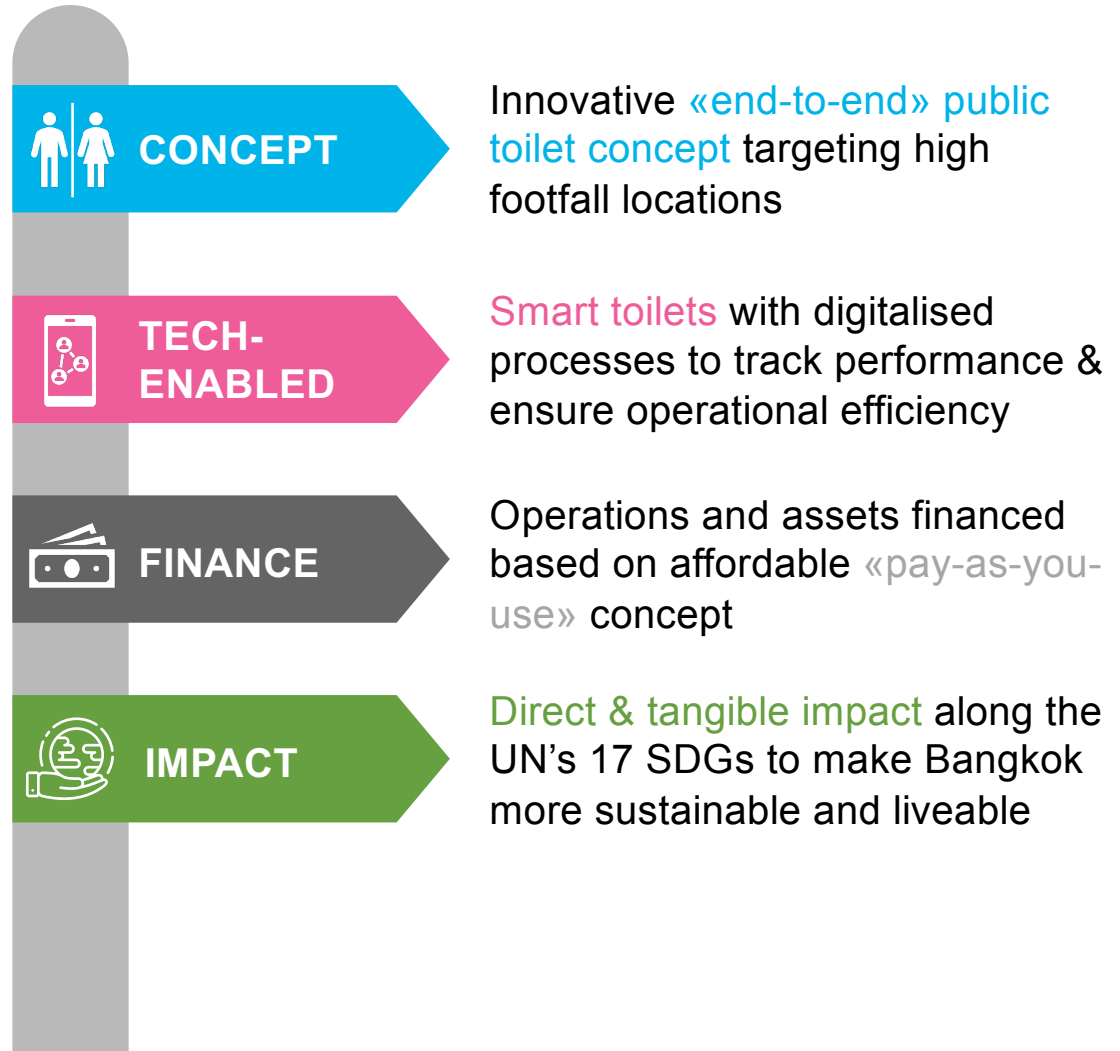 CONCEPT
Innovative «end-to-end» public
toilet concept targeting high
footfall locations
TECH-
ENABLED
Smart toilets with digitalised
processes to track performance &
ensure operational efficiency
FINANCE
Operations and assets financed
based on affordable «pay-as-you-
use» concept
IMPACT
Direct & tangible impact along the
UN's 17 SDGs to make Bangkok
more sustainable and liveable